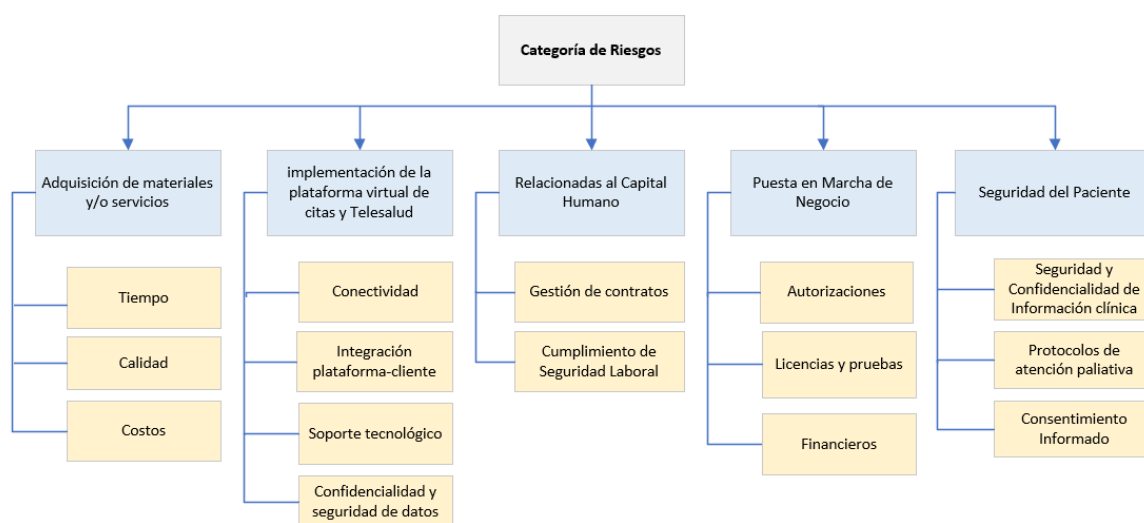 Categoría de Riesgos
Adquisición de materiales
y/o servicios
implementación de la
plataforma virtual de
citas y Telesalud
Relacionadas al Capital
Humano
Puesta en Marcha de
Negocio
Seguridad del Paciente
Tiempo
Calidad
Costos
Conectividad
Integración
plataforma-cliente
Soporte tecnológico
Confidencialidad y
seguridad de datos
Gestión de contratos
Cumplimiento de
Seguridad Laboral
Autorizaciones
Licencias y pruebas
Financieros
Seguridad y
Confidencialidad de
Información clínica
Protocolos de
atención paliativa
Consentimiento
Informado